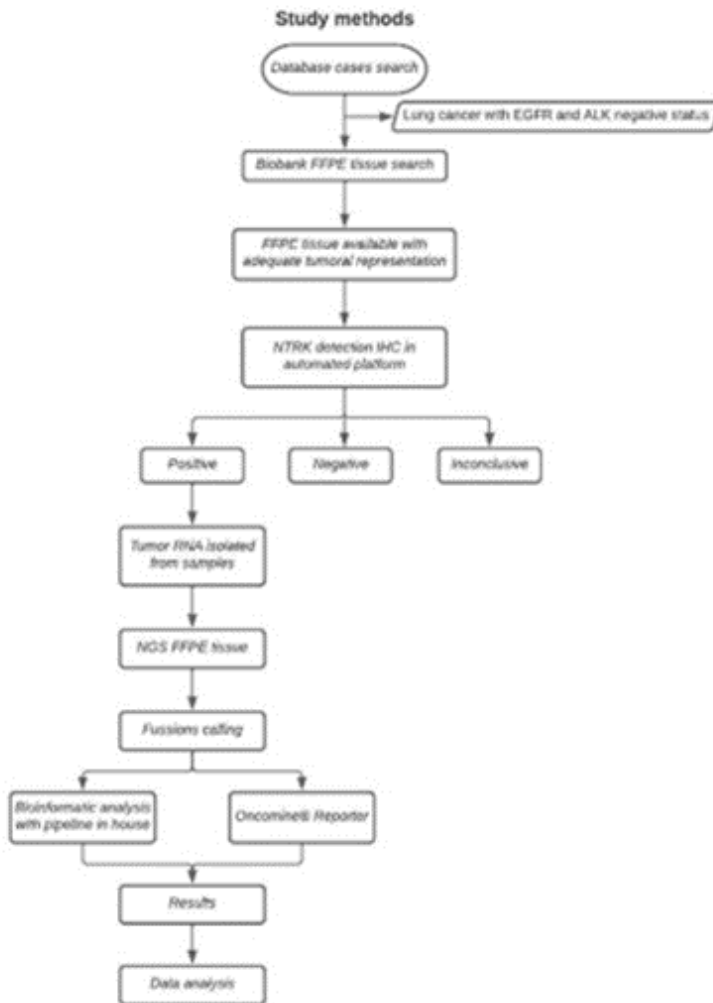 Study methods
Database cases search
Lung cancer with EGFR and ALK negative status
Biobank FFPE tissue search
FFPE tissue available with
adequate tumoral representation
NTRK detection IHC in
automated platform
Positive
Negative
Inconclusive
Tumor RNA isolated
from samples
NGS FFPE tissue
Fussions calling
Bioinformatic analysis
with pipeline in house
Oncomine® Reporter
Results
Data analysis